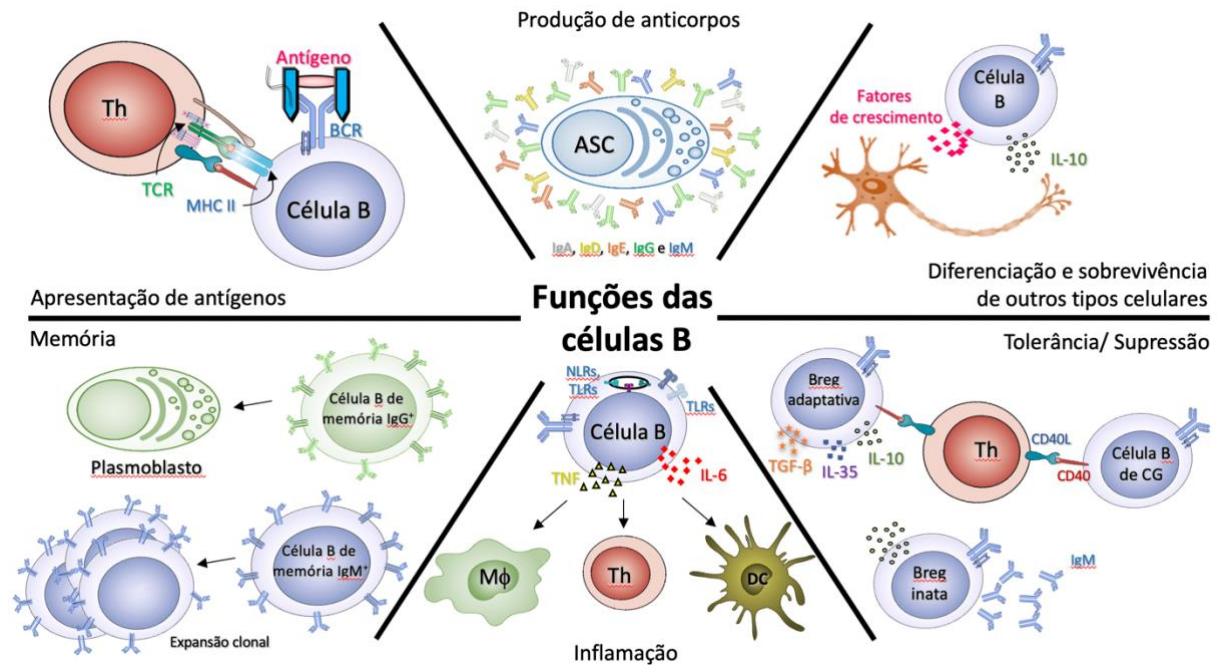 Produção de anticorpos
Th
Antígeno
BCR
TCR
MHC II
Célula B
Apresentação de antígenos
ASC
IgA, IgD, IgE, IgG e IgM
Célula
B
Fatores
de crescimento
IL-10
Diferenciação e sobrevivência
de outros tipos celulares
Funções das
células B
Memória
Célula B de
memória IgG+
Plasmoblasto
Célula B de
memória IgM+
Expansão clonal
NLRs,
TLRs
TLRs
Célula B
TNF
IL-6
Mϕ
Th
DC
Inflamação
Tolerância/ Supressão
Breg
adaptativa
TGF-β
IL-35
IL-10
Th
CD40L
CD40
Célula B
de CG
Breg
inata
IgM